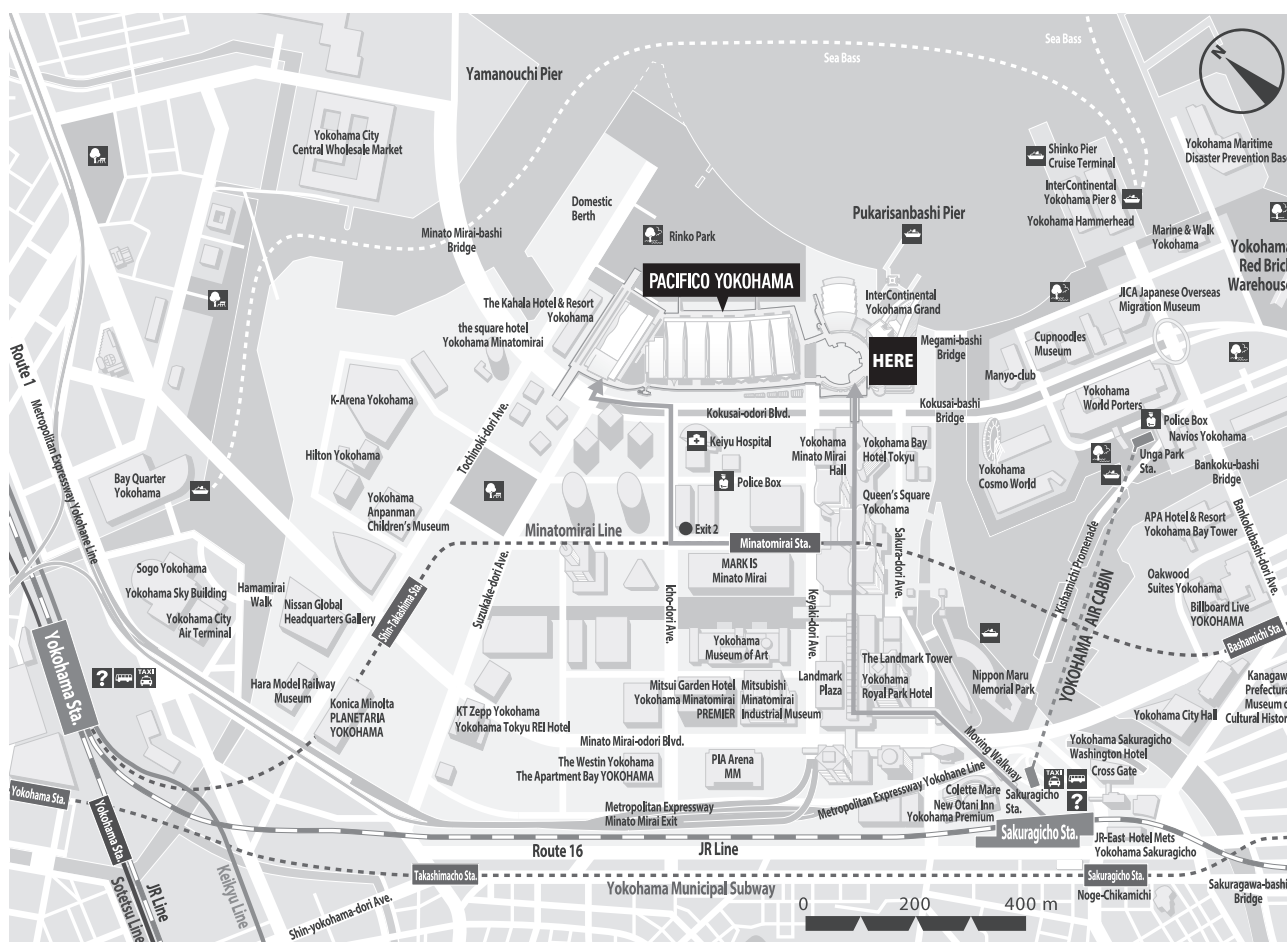 Sea Bass
Sea Bass
N
Yamanouchi Pier
Yokohama City
Central Wholesale Market
Shinko Pier
Cruise Terminal
Yokohama Maritime
Disaster Prevention Bas
InterContinental
Yokohama Pier 8
Yokohama Hammerhead
Domestic
Berth
Pukarisanbashi Pier
Minato Mirai-bashi
Bridge
Rinko Park
Marine & Walk
Yokohama
Yokohama
Red Bric
Warehous
PACIFICO YOKOHAMA
The Kahala Hotel & Resort
Yokohama
InterContinental
Yokohama Grand
JICA Japanese Overseas
Migration Museum
the square hotel
Yokohama Minatomirai
Megami-bashi
Bridge
Cupnoodles
Museum
HERE
Manyo-club
Route 1
Metropolitan Expressway Yokohane Line
K-Arena Yokohama
Tochinoki-dori Ave.
Kokusai-odori Blvd.
Kokusai-bashi
Bridge
Yokohama
World Porters
Police Box
Navios Yokohama
Keiyu Hospital
Yokohama
Minato Mirai
Hall
Yokohama Bay
Hotel Tokyu
Hilton Yokohama
Unga Park
Sta.
Bankoku-bashi
Bridge
Bay Quarter
Yokohama
Yokohama
Cosmo World
Police Box
Yokohama
Anpanman
Children's Museum
Queen's Square
Yokohama
Bankokubashi-dori Ave.
Minatomirai Line
Exit 2
Minatomirai Sta.
Sakura-dori Ave.
APA Hotel & Resort
Yokohama Bay Tower
Kishamichi Promenade
YOKOHAMA AIR CABIN
Sogo Yokohama
Yokohama Sky Building
Yokohama City
Air Terminal
Hamamirai
Walk
Nissan Global
Headquarters Gallery
Shin-Takashima Sta.
Suzukake-dori Ave.
Icho-dori Ave.
MARK IS
Minato Mirai
Keyaki-dori Ave.
Oakwood
Suites Yokohama
Billboard Live
YOKOHAMA
Bashamichi Sta.
Yokohama Sta.
?
TAXI
Yokohama
Museum of Art
The Landmark Tower
Yokohama
Royal Park Hotel
Landmark
Plaza
Nippon Maru
Memorial Park
Kanagaw
Prefectura
Museum o
Cultural Histor
Hara Model Railway
Museum
Konica Minolta
PLANETARIA
YOKOHAMA
KT Zepp Yokohama
Yokohama Tokyu REI Hotel
Mitsui Garden Hotel
Yokohama Minatomirai
PREMIER
Mitsubishi
Minatomirai
Industrial Museum
Yokohama City Hall
Minato Mirai-odori Blvd.
Moving Walkway
Yokohama Sakuragicho
Washington Hotel
The Westin Yokohama
The Apartment Bay YOKOHAMA
PIA Arena
MM
TAXI
?
Cross Gate
Metropolitan Expressway
Minato Mirai Exit
Metropolitan Expressway Yokohane Line
Colette Mare
New Otani Inn
Yokohama Premium
Sakuragicho
Sta.
Yokohama Sta.
Yokohama Sta.
Sakuragicho Sta.
Route 16
JR Line
JR-East Hotel Mets
Yokohama Sakuragicho
Takashimacho Sta.
Sakuragicho Sta.
Yokohama Municipal Subway
Noge-Chikamichi
Sakuragawa-bashi
Bridge
Sotetsu Line
JR Line
Keikyu Line
Shin-yokohama-dori Ave.
0 200 400 m